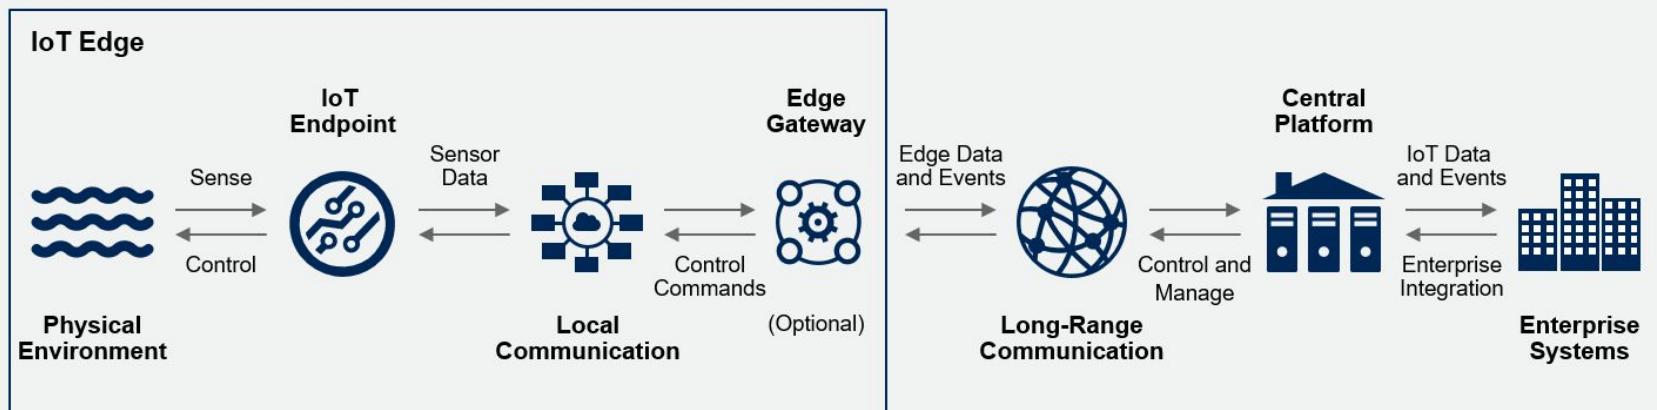 IoT Edge
IoT
Endpoint
Edge
Gateway
Central
Platform
Sense
Sensor
Data
Edge Data
and Events
IoT Data
and Events
Control
Control
Commands
Control and
Manage
Enterprise
Integration
Physical
Environment
Local
Communication
(Optional)
Long-Range
Communication
Enterprise
Systems